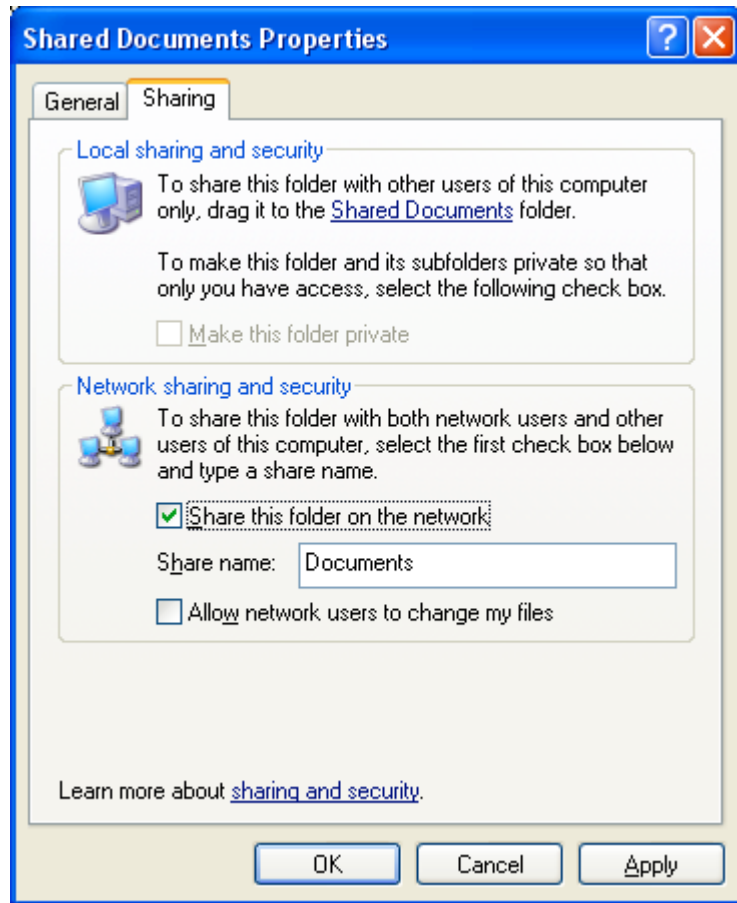 Shared Documents Properties
General
Sharing
Local sharing and security
To share this folder with other users of this computer
only, drag it to the Shared Documents folder.
To make this folder and its subfolders private so that
only you have access, select the following check box.
Make this folder private
Network sharing and security
To share this folder with both network users and other
users of this computer, select the first check box below
and type a share name.
Share this folder on the network
Share name: Documents
Allow network users to change my files
Learn more about sharing and security.
OK Cancel Apply